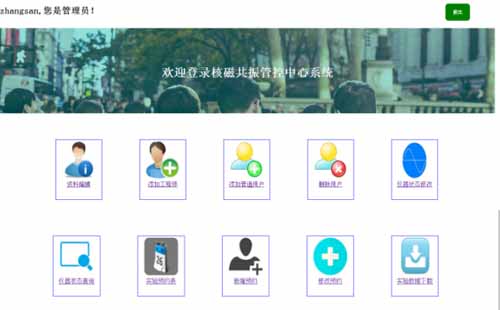 zhangsan,您是管理员!
退出
欢迎登录核磁共振管控中心系统
资料编辑
添加工程师
添加普通用户
删除用户
仪器状态修改
仪器状态查询
实验预约表
新增预约
修改预约
实验数据下载